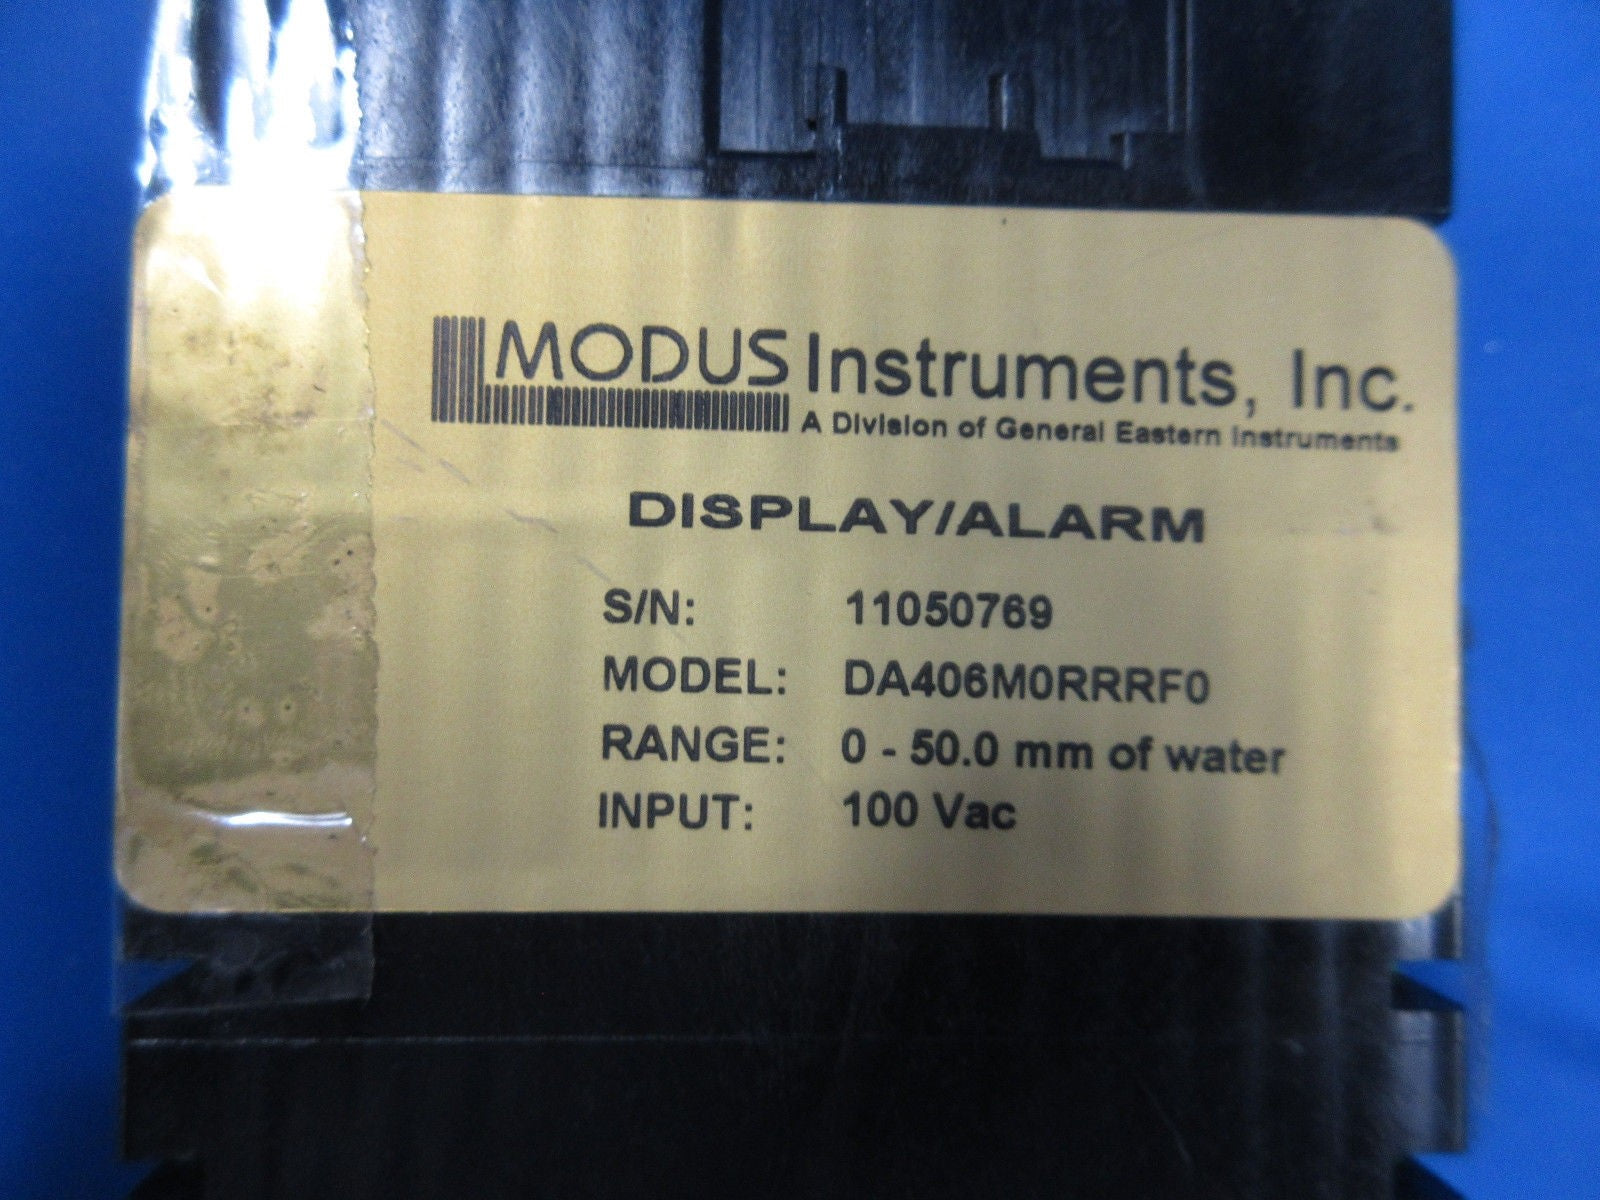 MODUS Instruments, Inc.
A Division of General Eastern Instruments
DISPLAY/ALARM
S/N: 11050769
MODEL: DA406M0RRRF0
RANGE: 0 - 50.0 mm of water
INPUT: 100 Vac